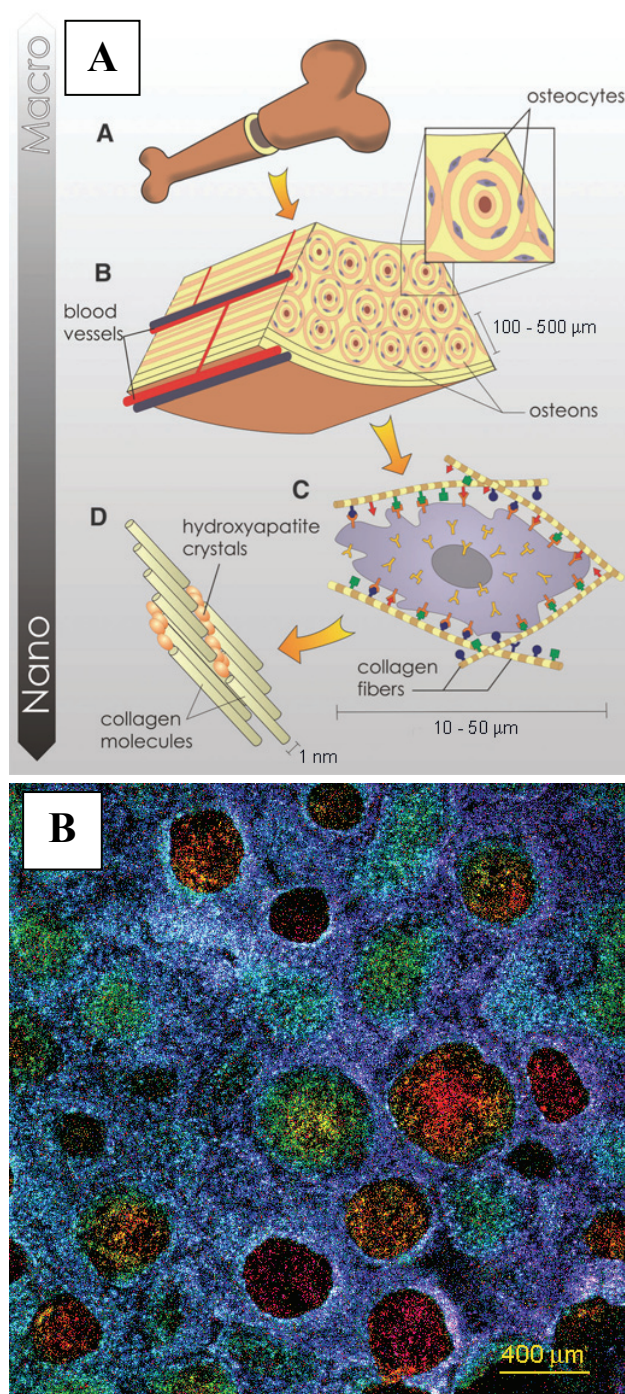 Macro
A
A
osteocytes
B
blood
vessels
100 - 500 µm
osteons
C
D
hydroxyapatite
crystals
Nano
collagen
fibers
collagen
molecules
10 - 50 µm
1 nm
B
400 µm